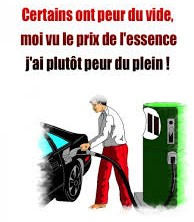 Certains ont peur du vide,
moi vu le prix de l'essence
j'ai plutôt peur du plein !